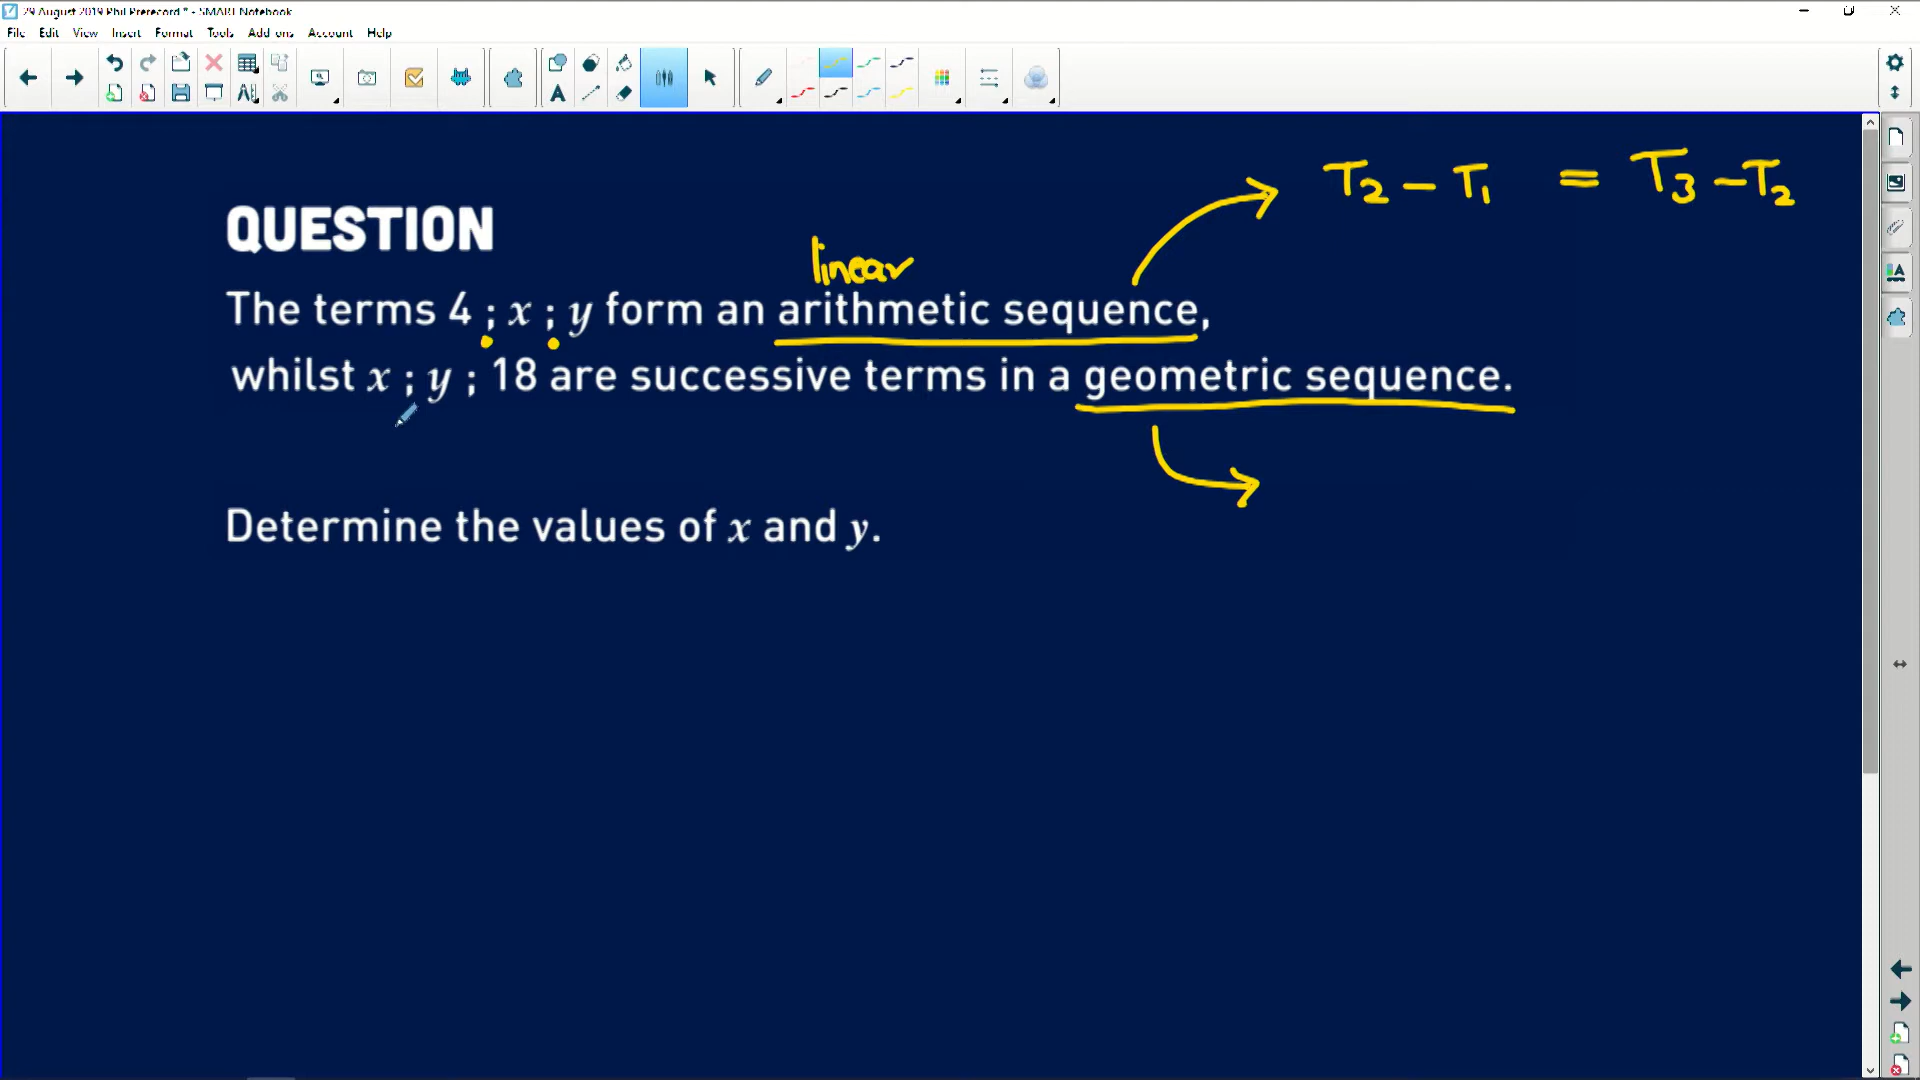 29 August 2019 Phil Prerecord * - SMART Notebook
File Edit View Insert Format Tools Add-ons Account Help
T₂ - T₁ = T₃ - T₂
QUESTION
linear
The terms 4 ; x ; y form an arithmetic sequence,
whilst x ; y ; 18 are successive terms in a geometric sequence.
Determine the values of x and y.